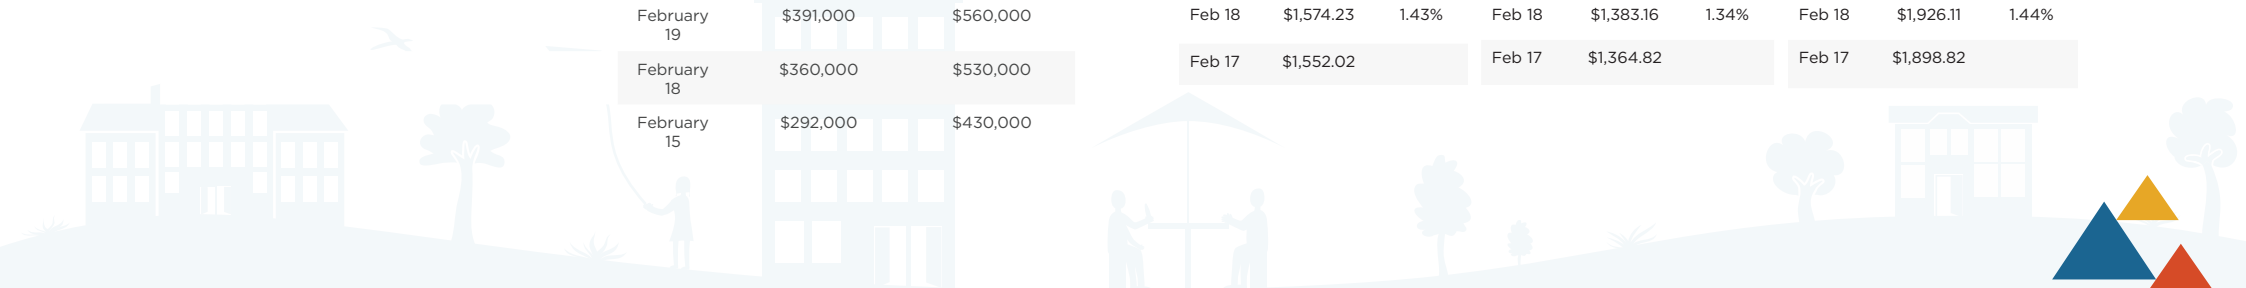 February $391,000 $560,000
19
February $360,000 $530,000
18
February $292,000 $430,000
15
Feb 18 $1,574.23 1.43%
Feb 17 $1,552.02
Feb 18 $1,383.16 1.34%
Feb 17 $1,364.82
Feb 18 $1,926.11 1.44%
Feb 17 $1,898.82